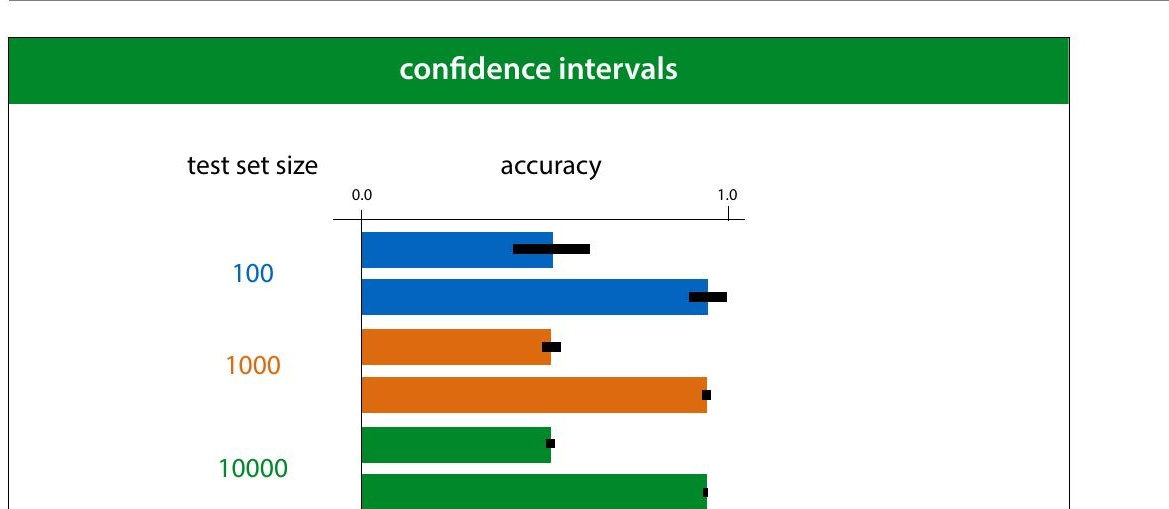 confidence intervals
test set size accuracy
0.0 1.0
100
1000
10000